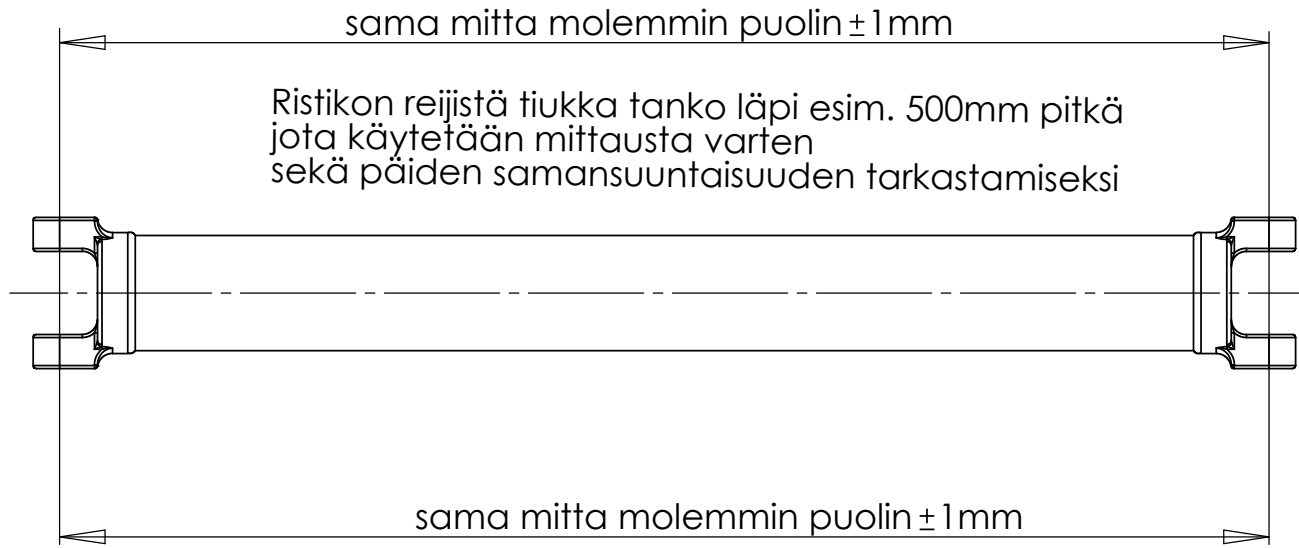 sama mitta molemmin puolin ±1mm
Ristikon reijistä tiukka tanko läpi esim. 500mm pitkä
jota käytetään mittausta varten
sekä päiden samansuuntaisuuden tarkastamiseksi
sama mitta molemmin puolin ±1mm